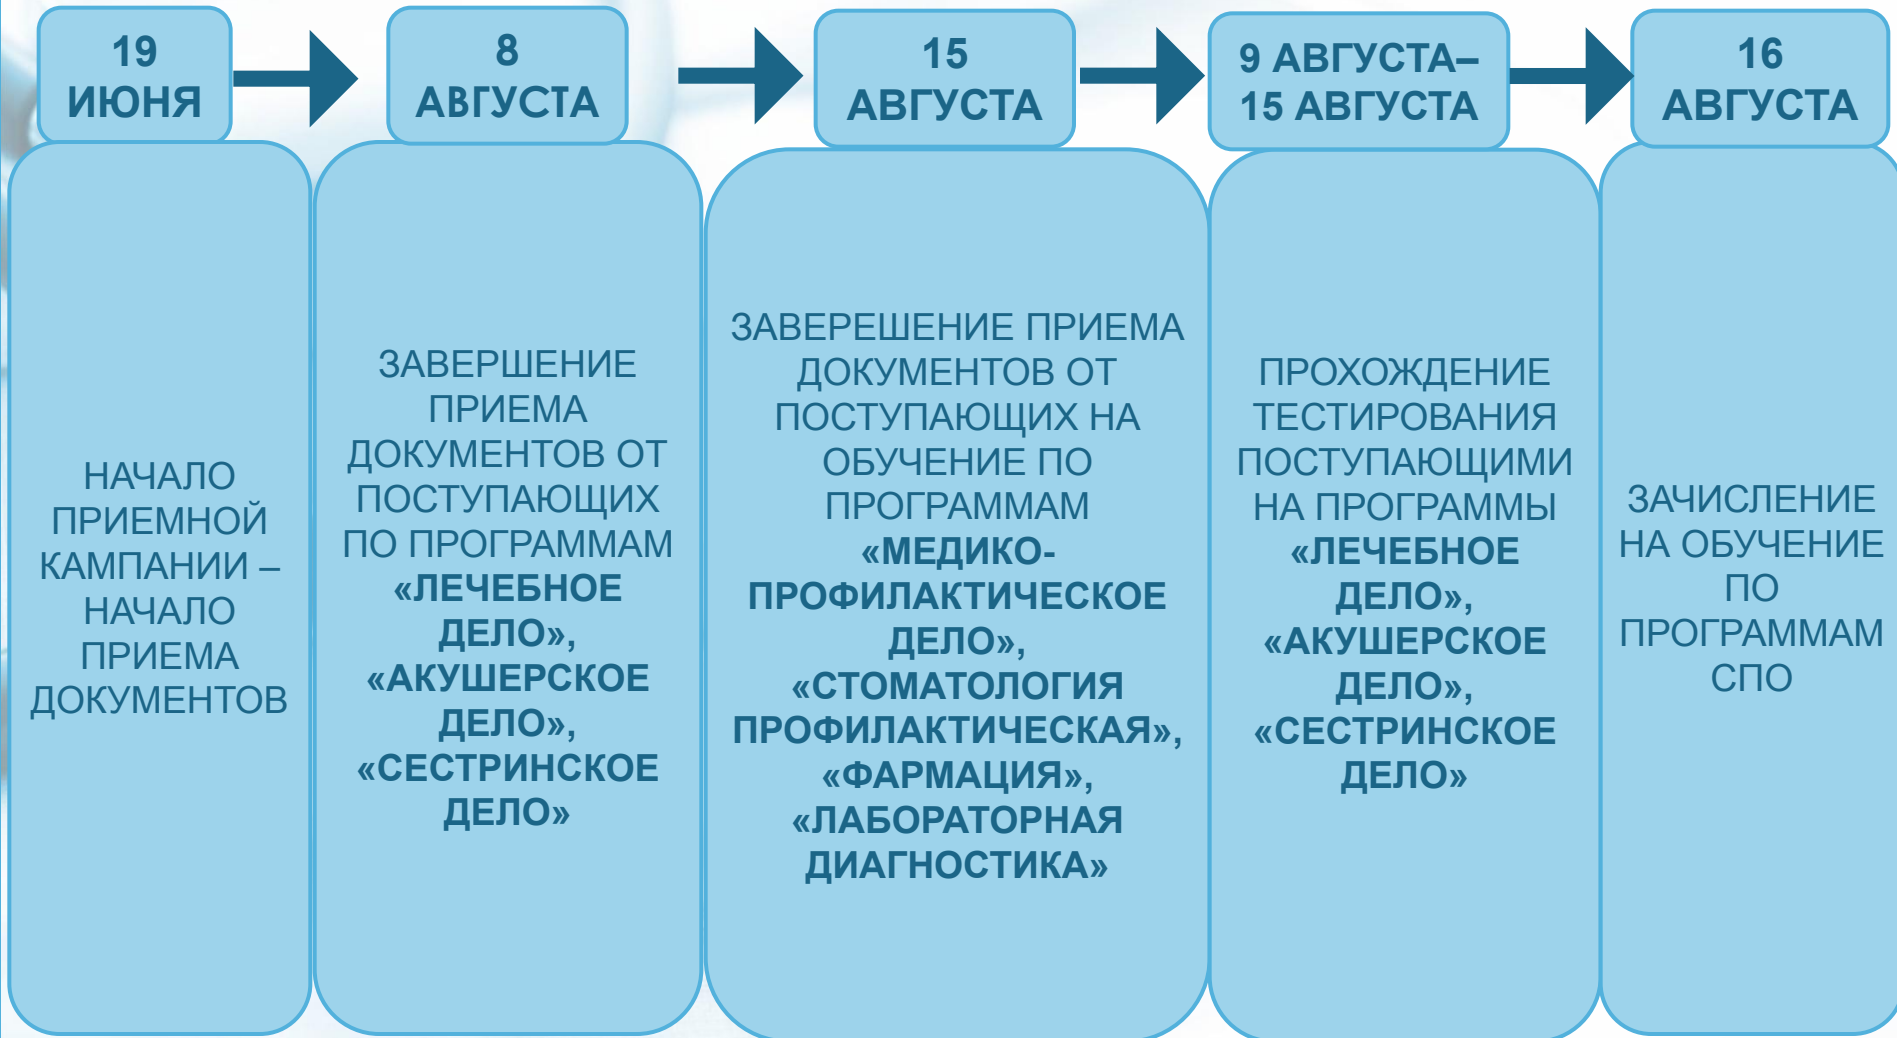 19
ИЮНЯ
8
АВГУСТА
15
АВГУСТА
9 АВГУСТА–
15 АВГУСТА
16
АВГУСТА
НАЧАЛО
ПРИЕМНОЙ
КАМПАНИИ –
НАЧАЛО
ПРИЕМА
ДОКУМЕНТОВ
ЗАВЕРШЕНИЕ
ПРИЕМА
ДОКУМЕНТОВ ОТ
ПОСТУПАЮЩИХ
ПО ПРОГРАММАМ
«ЛЕЧЕБНОЕ
ДЕЛО»,
«АКУШЕРСКОЕ
ДЕЛО»,
«СЕСТРИНСКОЕ
ДЕЛО»
ЗАВЕРЕШЕНИЕ ПРИЕМА
ДОКУМЕНТОВ ОТ
ПОСТУПАЮЩИХ НА
ОБУЧЕНИЕ ПО
ПРОГРАММАМ
«МЕДИКО-
ПРОФИЛАКТИЧЕСКОЕ
ДЕЛО»,
«СТОМАТОЛОГИЯ
ПРОФИЛАКТИЧЕСКАЯ»,
«ФАРМАЦИЯ»,
«ЛАБОРАТОРНАЯ
ДИАГНОСТИКА»
ПРОХОЖДЕНИЕ
ТЕСТИРОВАНИЯ
ПОСТУПАЮЩИМИ
НА ПРОГРАММЫ
«ЛЕЧЕБНОЕ
ДЕЛО»,
«АКУШЕРСКОЕ
ДЕЛО»,
«СЕСТРИНСКОЕ
ДЕЛО»
ЗАЧИСЛЕНИЕ
НА ОБУЧЕНИЕ
ПО
ПРОГРАММАМ
СПО